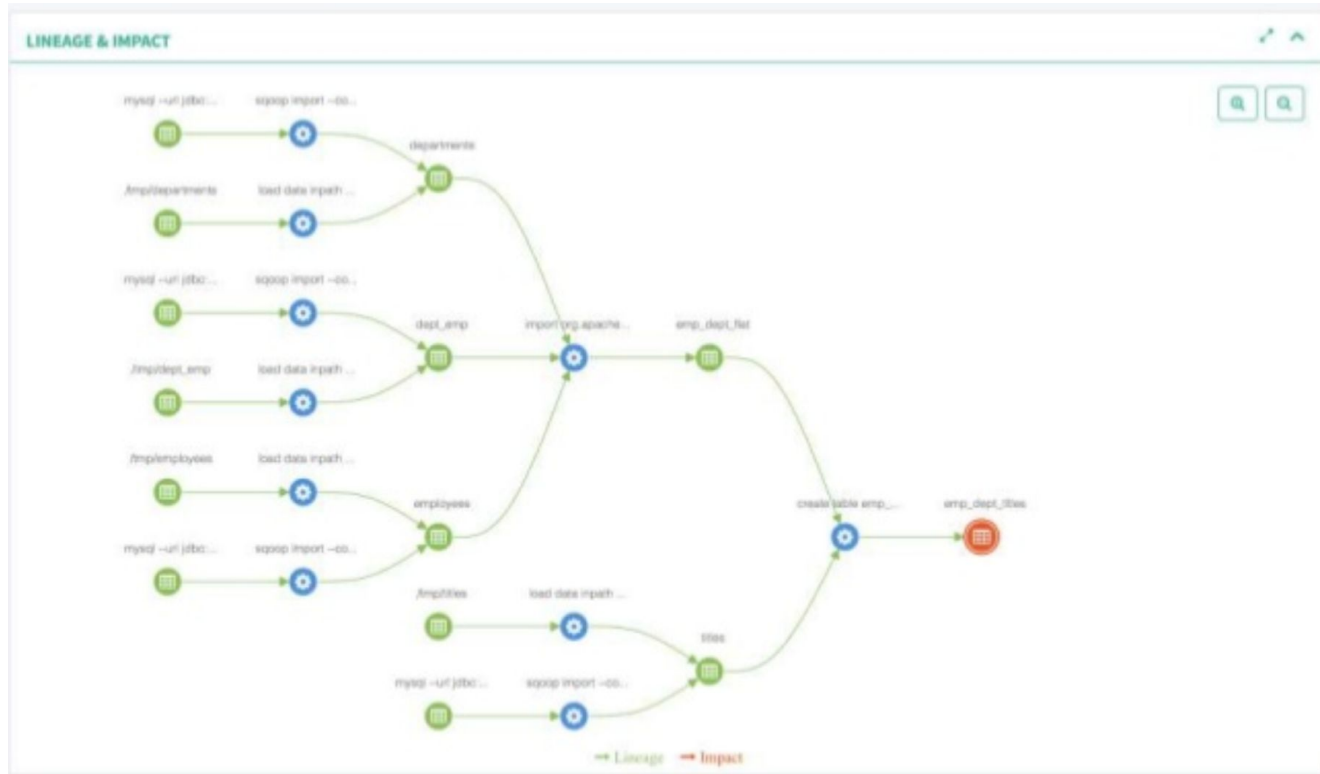 LINEAGE & IMPACT
mysql --url jdbc:... sqoop import --co...
departments
/tmp/departments load data inpath ...
mysql --url jdbc:... sqoop import --co...
dept_emp import org.apache... emp_dept_flat
/tmp/dept_emp load data inpath ...
/tmp/employees load data inpath ...
employees create table emp_... emp_dept_titles
mysql --url jdbc:... sqoop import --co...
/tmp/titles load data inpath ...
titles
mysql --url jdbc:... sqoop import --co...
Lineage Impact